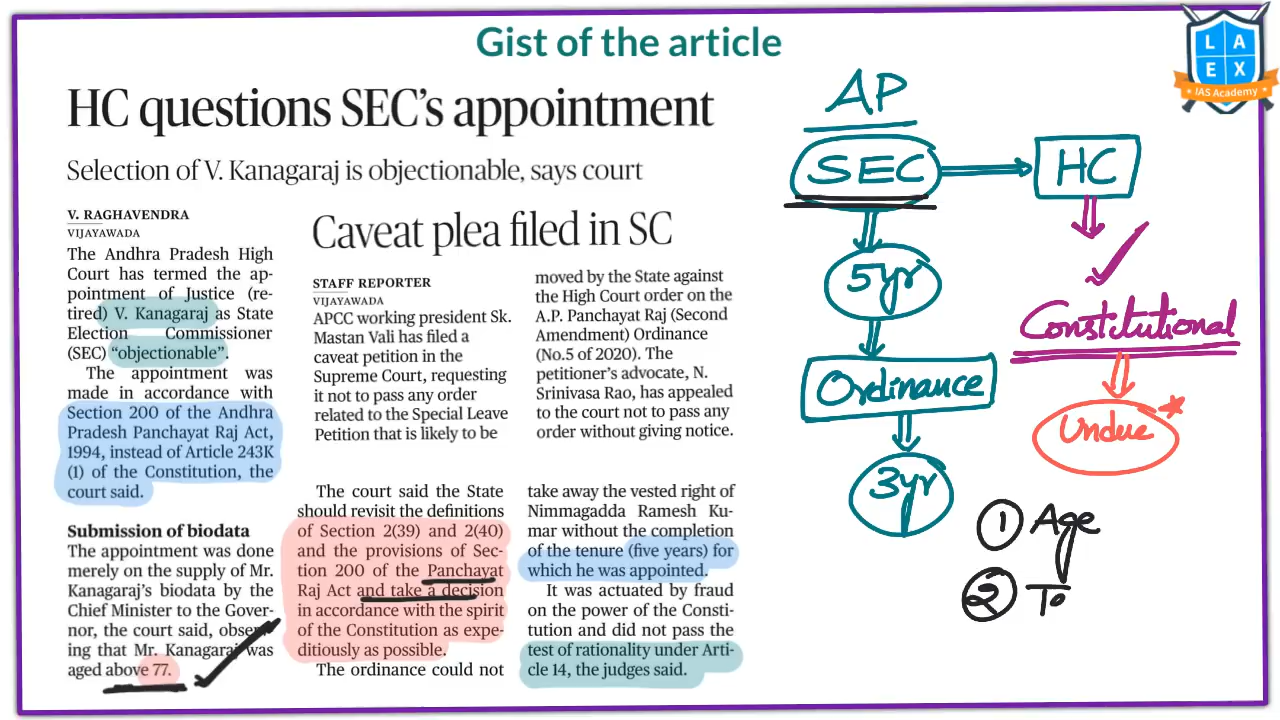 Gist of the article
L A
E X
IAS Academy
HC questions SEC's appointment
Selection of V. Kanagaraj is objectionable, says court
V. RAGHAVENDRA
VIJAYAWADA
The Andhra Pradesh High
Court has termed the ap-
pointment of Justice (re-
tired) V. Kanagaraj as State
Election Commissioner
(SEC) “objectionable”.
The appointment was
made in accordance with
Section 200 of the Andhra
Pradesh Panchayat Raj Act,
1994, instead of Article 243K
(1) of the Constitution, the
court said.
Submission of biodata
The appointment was done
merely on the supply of Mr.
Kanagaraj's biodata by the
Chief Minister to the Gover-
nor, the court said, observ-
ing that Mr. Kanagaraj was
aged above 77.
Caveat plea filed in SC
STAFF REPORTER
VIJAYAWADA
APCC working president Sk.
Mastan Vali has filed a
caveat petition in the
Supreme Court, requesting
it not to pass any order
related to the Special Leave
Petition that is likely to be
moved by the State against
the High Court order on the
A.P. Panchayat Raj (Second
Amendment) Ordinance
(No.5 of 2020). The
petitioner's advocate, N.
Srinivasa Rao, has appealed
to the court not to pass any
order without giving notice.
The court said the State
should revisit the definitions
of Section 2(39) and 2(40)
and the provisions of Sec-
tion 200 of the Panchayat
Raj Act and take a decision
in accordance with the spirit
of the Constitution as expe-
ditiously as possible.
The ordinance could not
take away the vested right of
Nimmagadda Ramesh Ku-
mar without the completion
of the tenure (five years) for
which he was appointed.
It was actuated by fraud
on the power of the Consti-
tution and did not pass the
test of rationality under Arti-
cle 14, the judges said.
AP
SEC
HC
5yr
Constitutional
Ordinance
Undue
3yr
1 Age
2 To